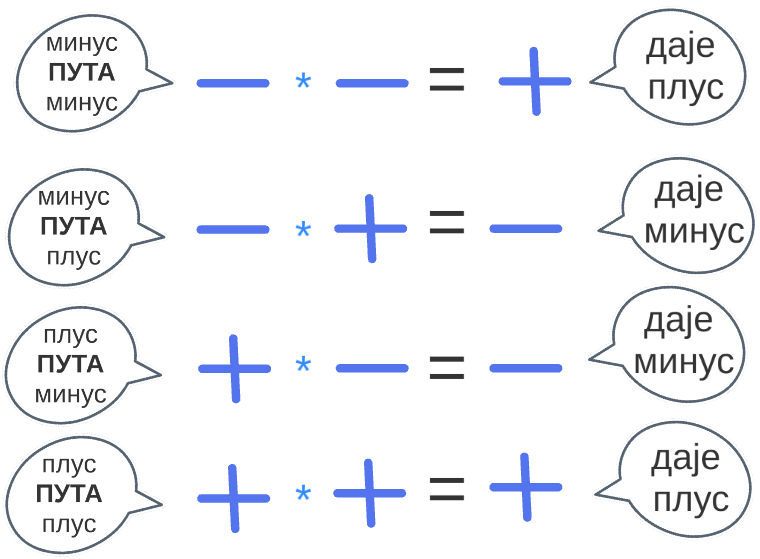 минус
ПУТА
минус
— * — = +
даје
плус
минус
ПУТА
плус
— * + = —
даје
минус
плус
ПУТА
минус
+ * — = —
даје
минус
плус
ПУТА
плус
+ * + = +
даје
плус